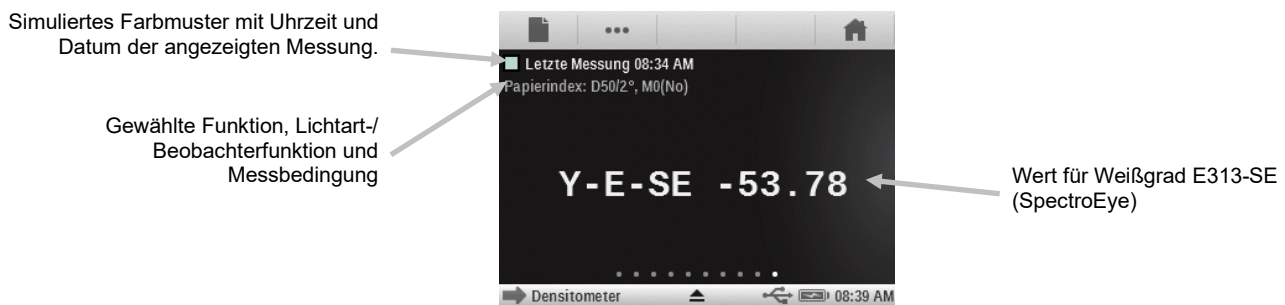 Simuliertes Farbmuster mit Uhrzeit und
Datum der angezeigten Messung.
Gewählte Funktion, Lichtart-/
Beobachterfunktion und
Messbedingung
Letzte Messung 08:34 AM
Papierindex: D50/2°, M0(No)
Y-E-SE -53.78
Densitometer
08:39 AM
Wert für Weißgrad E313-SE
(SpectroEye)